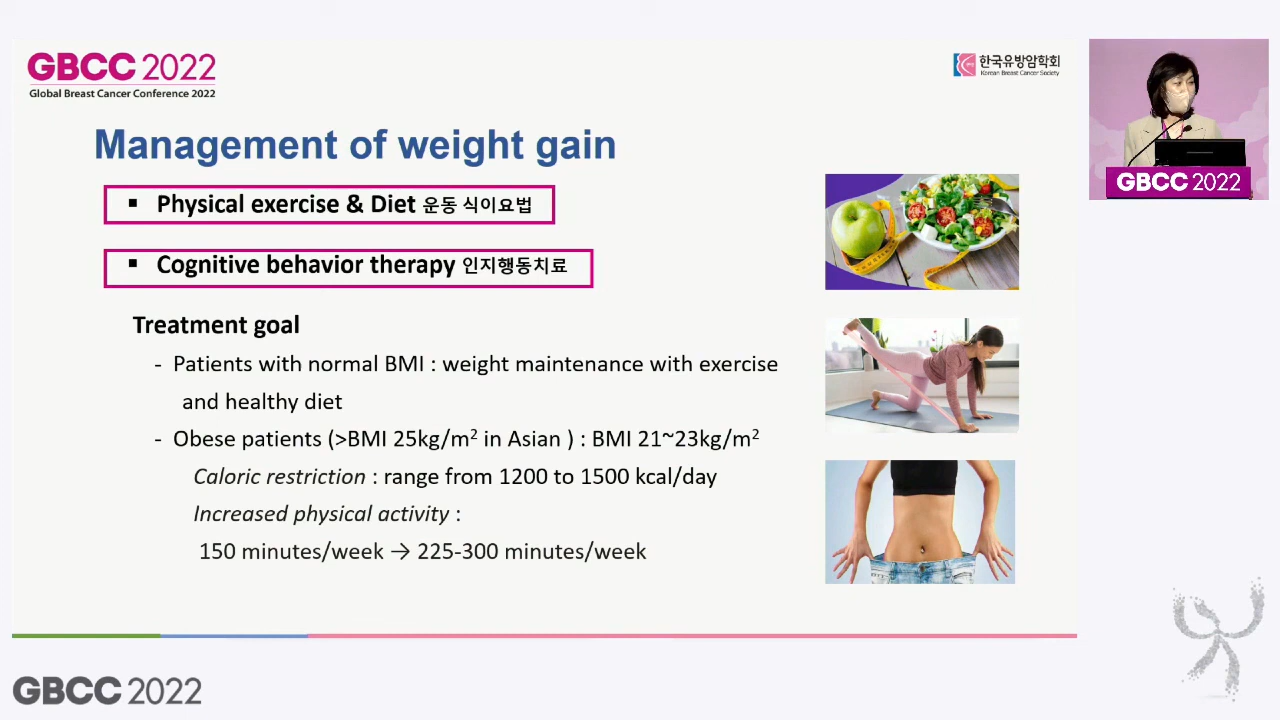 GBCC 2022
Global Breast Cancer Conference 2022
한국유방암학회
Korean Breast Cancer Society
GBCC 2022
Management of weight gain
▪ Physical exercise & Diet 운동 식이요법
▪ Cognitive behavior therapy 인지행동치료
Treatment goal
- Patients with normal BMI : weight maintenance with exercise
and healthy diet
- Obese patients (>BMI 25kg/m² in Asian ) : BMI 21~23kg/m²
Caloric restriction : range from 1200 to 1500 kcal/day
Increased physical activity :
150 minutes/week → 225-300 minutes/week
GBCC 2022